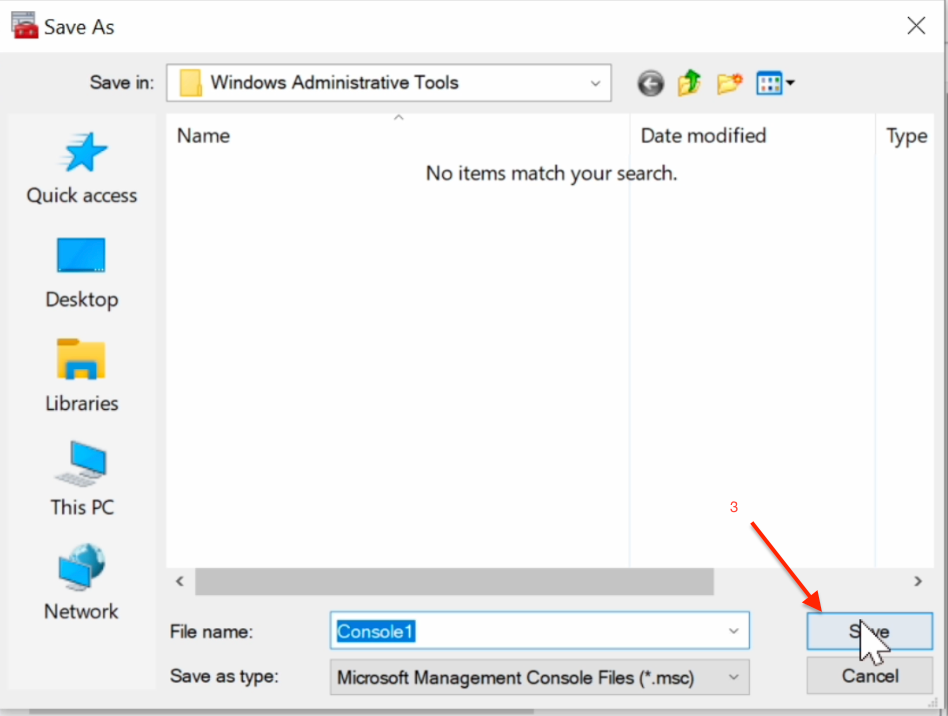 Save As
Save in:
Windows Administrative Tools
Name
Date modified
Type
No items match your search.
Quick access
Desktop
Libraries
This PC
Network
3
File name:
Console1
Save
Save as type:
Microsoft Management Console Files (*.msc)
Cancel